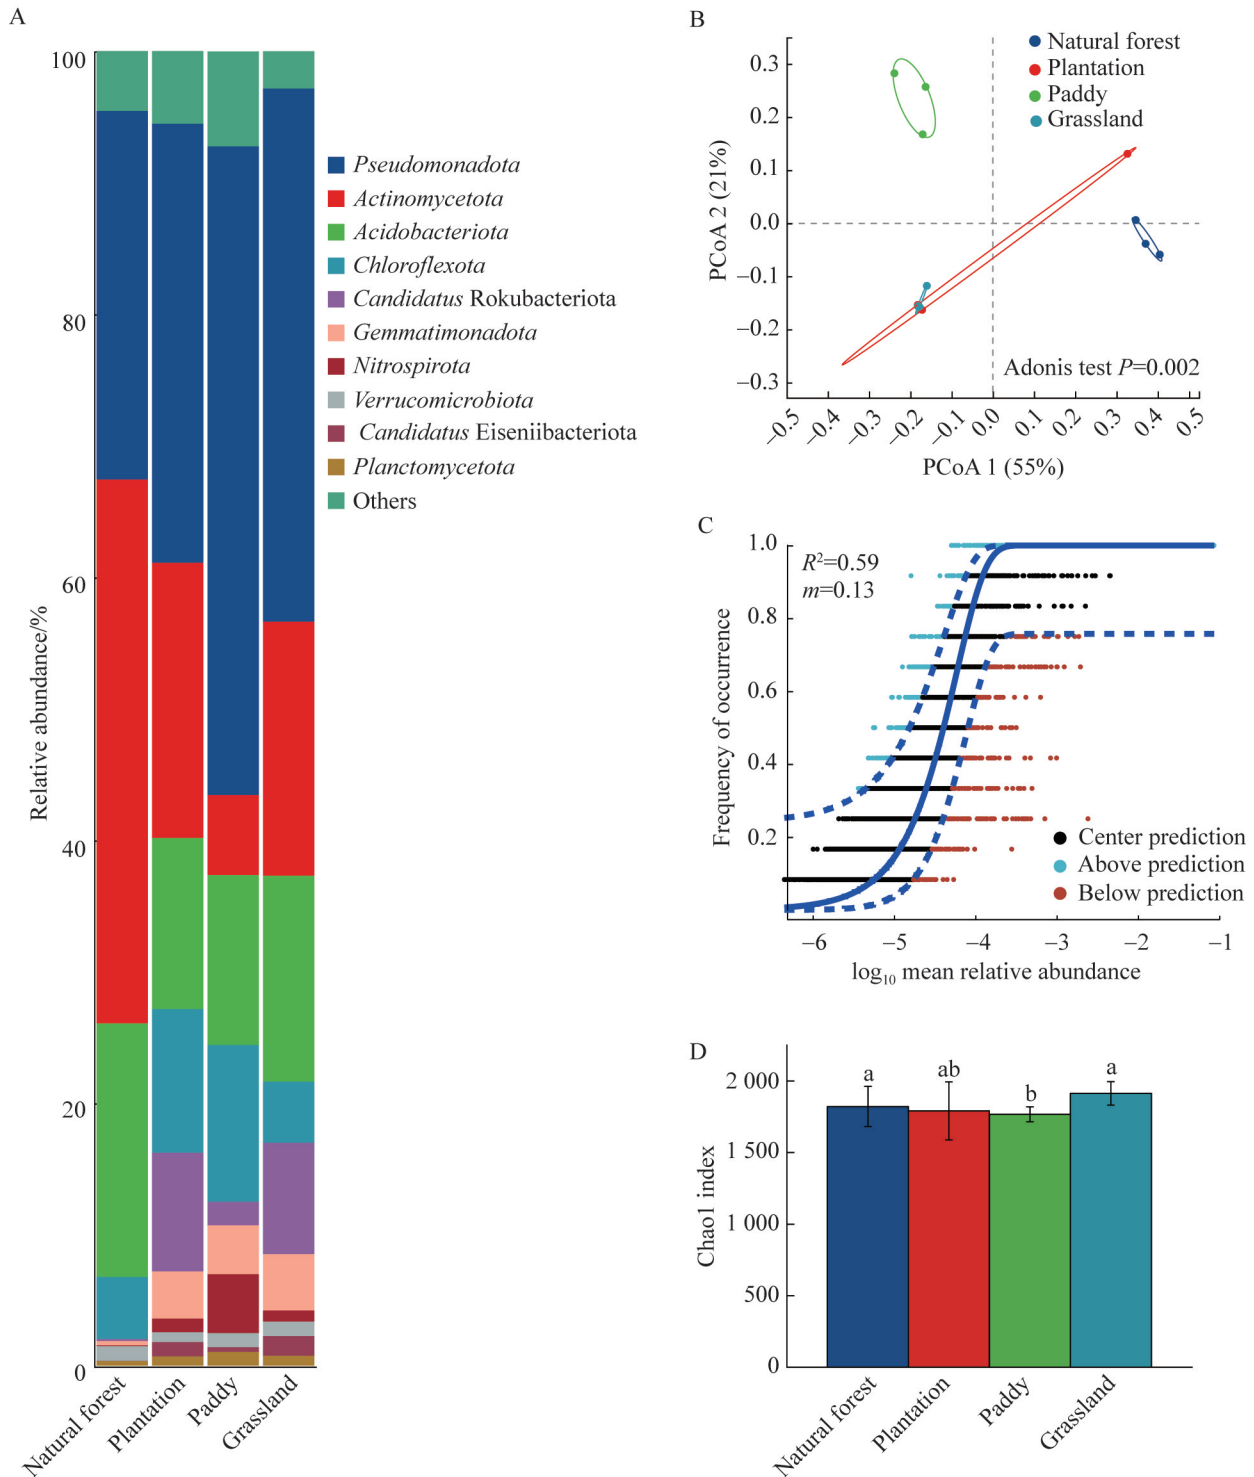 A
100
80
60
40
20
0
Relative abundance/%
Natural forest
Plantation
Paddy
Grassland
Pseudomonadota
Actinomycetota
Acidobacteriota
Chloroflexota
Candidatus Rokubacteriota
Gemmatimonadota
Nitrospirota
Verrucomicrobiota
Candidatus Eiseniibacteriota
Planctomycetota
Others
B
Natural forest
Plantation
Paddy
Grassland
0.3
0.2
0.1
0.0
−0.1
−0.2
−0.3
PCoA 2 (21%)
Adonis test P=0.002
−0.5 −0.4 −0.3 −0.2 −0.1 0.0 0.1 0.2 0.3 0.4 0.5
PCoA 1 (55%)
C
R²=0.59
m=0.13
1.0
0.8
0.6
0.4
0.2
Frequency of occurrence
Center prediction
Above prediction
Below prediction
−6 −5 −4 −3 −2 −1
log₁₀ mean relative abundance
D
2 000
1 500
1 000
500
0
Chao1 index
a ab b a
Natural forest
Plantation
Paddy
Grassland